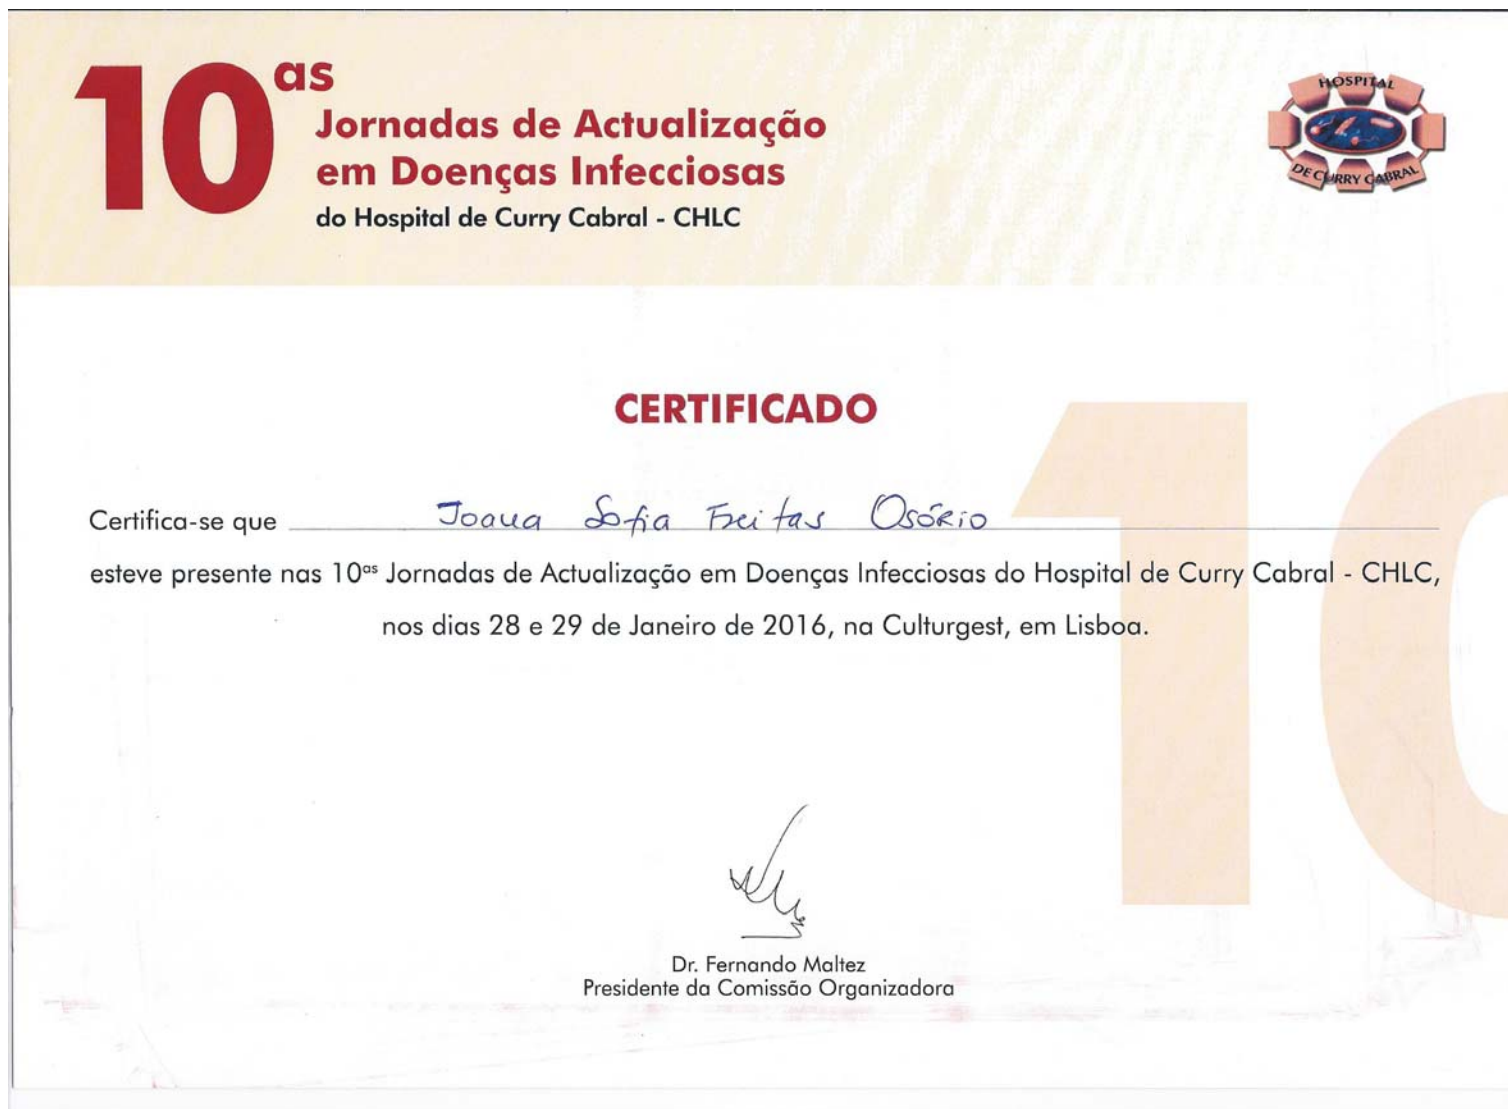 10as
Jornadas de Actualização
em Doenças Infecciosas
do Hospital de Curry Cabral - CHLC
HOSPITAL
DE CURRY CABRAL
CERTIFICADO
Certifica-se que Joana Sofia Freitas Osório
esteve presente nas 10as Jornadas de Actualização em Doenças Infecciosas do Hospital de Curry Cabral - CHLC,
nos dias 28 e 29 de Janeiro de 2016, na Culturgest, em Lisboa.
10
Dr. Fernando Maltez
Presidente da Comissão Organizadora